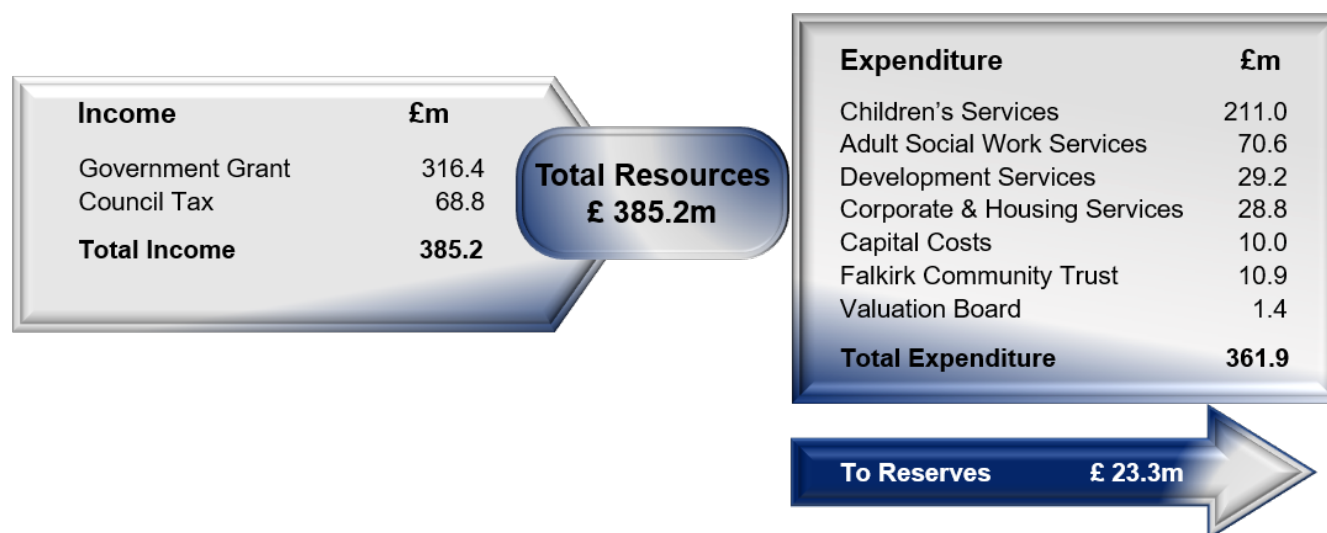 Income £m
Government Grant 316.4
Council Tax 68.8
Total Income 385.2
Total Resources
£ 385.2m
Expenditure £m
Children's Services 211.0
Adult Social Work Services 70.6
Development Services 29.2
Corporate & Housing Services 28.8
Capital Costs 10.0
Falkirk Community Trust 10.9
Valuation Board 1.4
Total Expenditure 361.9
To Reserves £ 23.3m